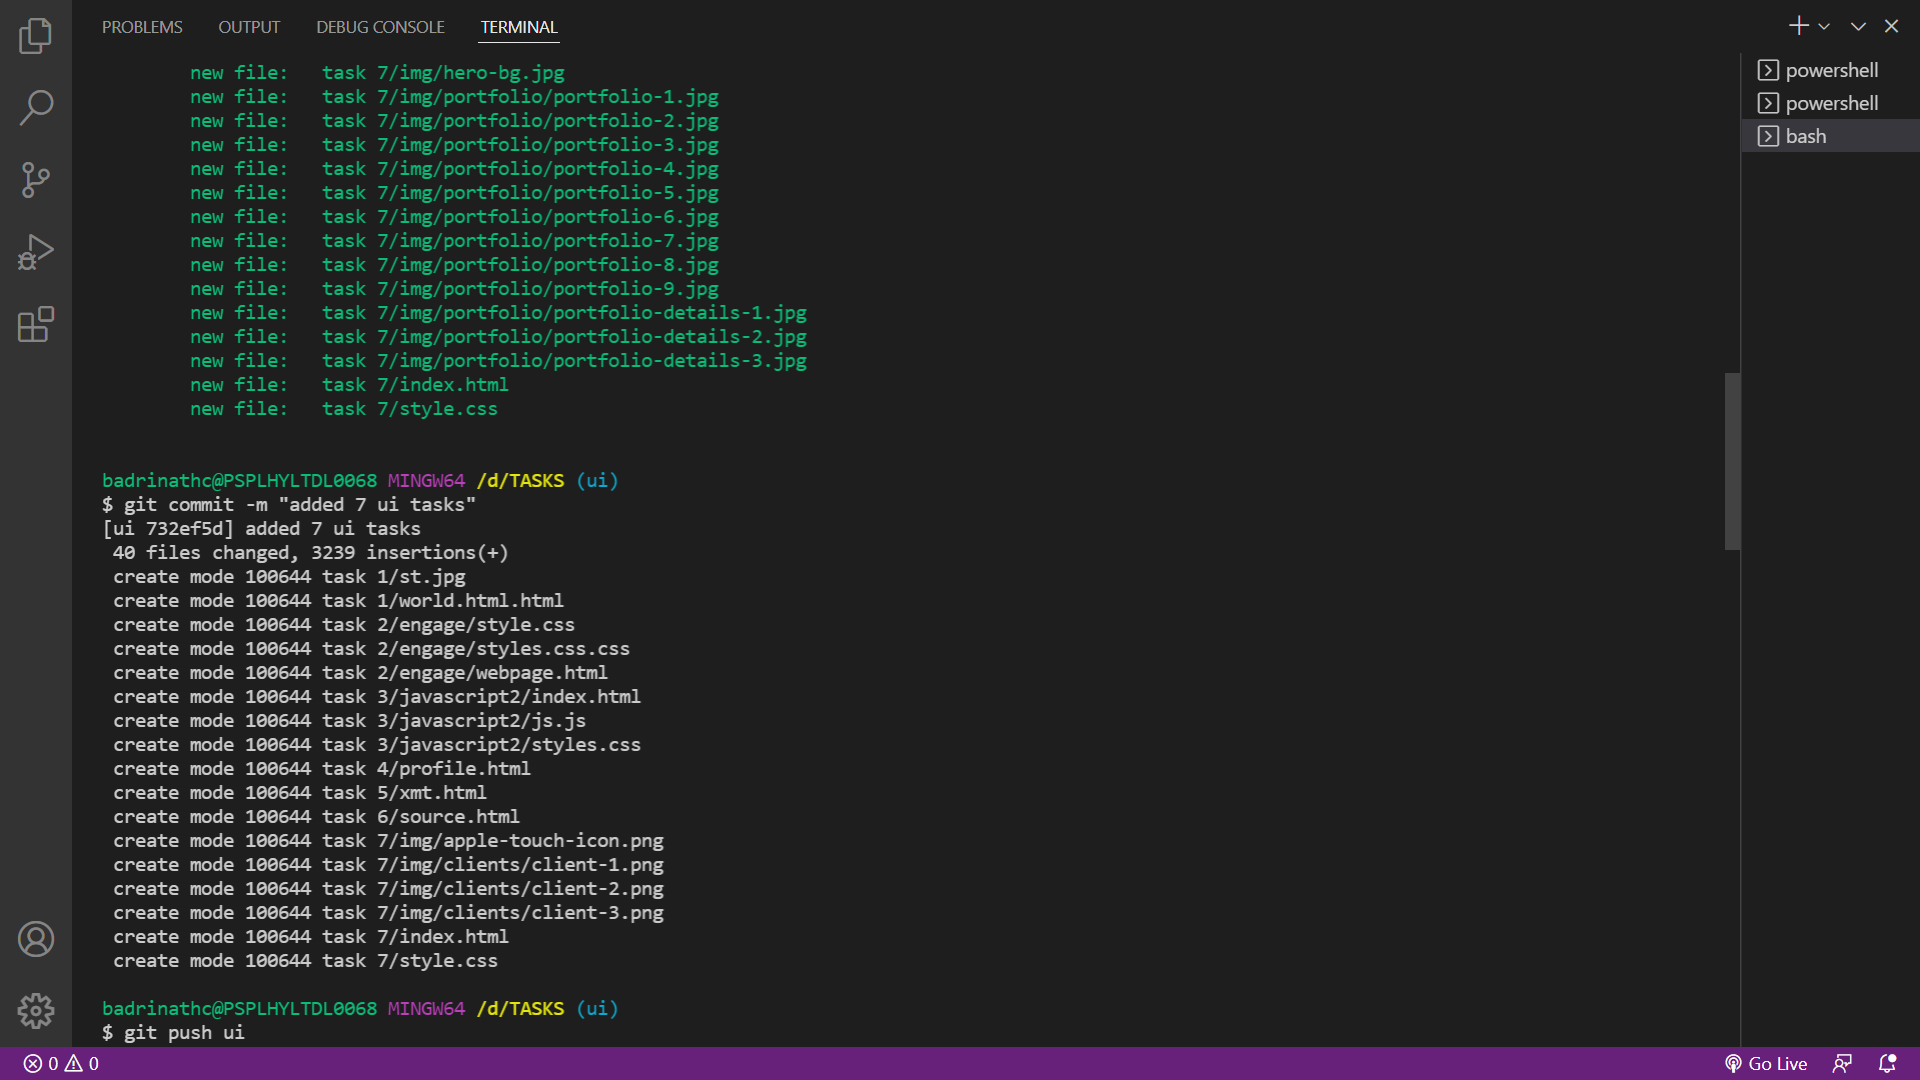 PROBLEMS OUTPUT DEBUG CONSOLE TERMINAL
new file:   task 7/img/hero-bg.jpg
new file:   task 7/img/portfolio/portfolio-1.jpg
new file:   task 7/img/portfolio/portfolio-2.jpg
new file:   task 7/img/portfolio/portfolio-3.jpg
new file:   task 7/img/portfolio/portfolio-4.jpg
new file:   task 7/img/portfolio/portfolio-5.jpg
new file:   task 7/img/portfolio/portfolio-6.jpg
new file:   task 7/img/portfolio/portfolio-7.jpg
new file:   task 7/img/portfolio/portfolio-8.jpg
new file:   task 7/img/portfolio/portfolio-9.jpg
new file:   task 7/img/portfolio/portfolio-details-1.jpg
new file:   task 7/img/portfolio/portfolio-details-2.jpg
new file:   task 7/img/portfolio/portfolio-details-3.jpg
new file:   task 7/index.html
new file:   task 7/style.css
badrinathc@PSPLHYLTDL0068 MINGW64 /d/TASKS (ui)
$ git commit -m "added 7 ui tasks"
[ui 732ef5d] added 7 ui tasks
40 files changed, 3239 insertions(+)
create mode 100644 task 1/st.jpg
create mode 100644 task 1/world.html.html
create mode 100644 task 2/engage/style.css
create mode 100644 task 2/engage/styles.css.css
create mode 100644 task 2/engage/webpage.html
create mode 100644 task 3/javascript2/index.html
create mode 100644 task 3/javascript2/js.js
create mode 100644 task 3/javascript2/styles.css
create mode 100644 task 4/profile.html
create mode 100644 task 5/xmt.html
create mode 100644 task 6/source.html
create mode 100644 task 7/img/apple-touch-icon.png
create mode 100644 task 7/img/clients/client-1.png
create mode 100644 task 7/img/clients/client-2.png
create mode 100644 task 7/img/clients/client-3.png
create mode 100644 task 7/index.html
create mode 100644 task 7/style.css
badrinathc@PSPLHYLTDL0068 MINGW64 /d/TASKS (ui)
$ git push ui
powershell
powershell
bash
0 0
Go Live